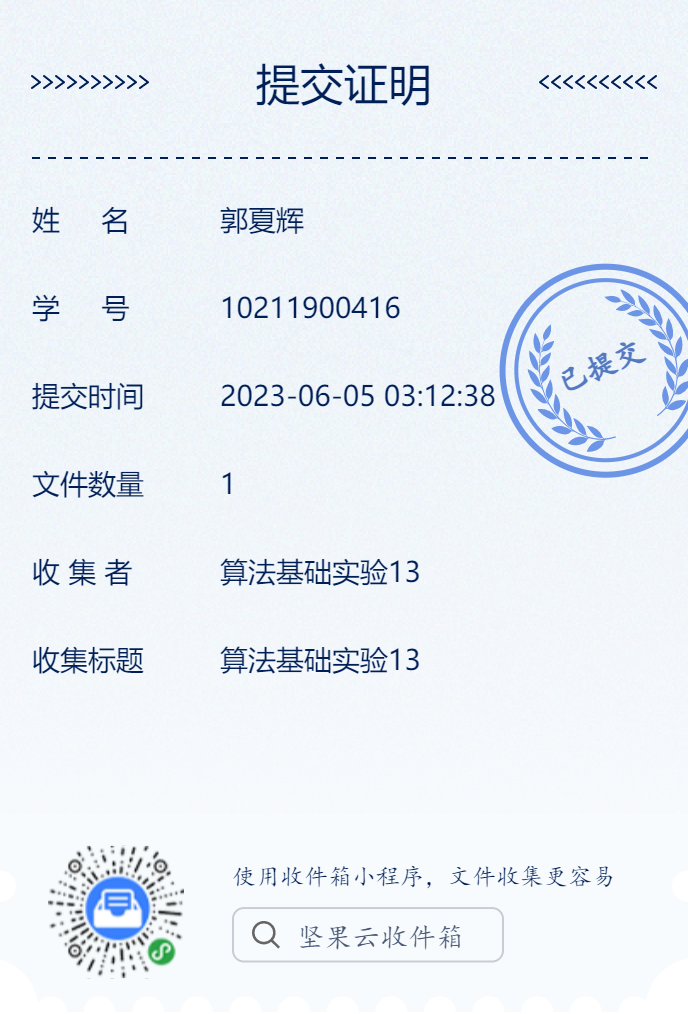 >>>>>>>>>> 提交证明 <<<<<<<<<<
姓 名 郭夏辉
学 号 10211900416
提交时间 2023-06-05 03:12:38
已提交
文件数量 1
收 集 者 算法基础实验13
收集标题 算法基础实验13
使用收件箱小程序，文件收集更容易
坚果云收件箱